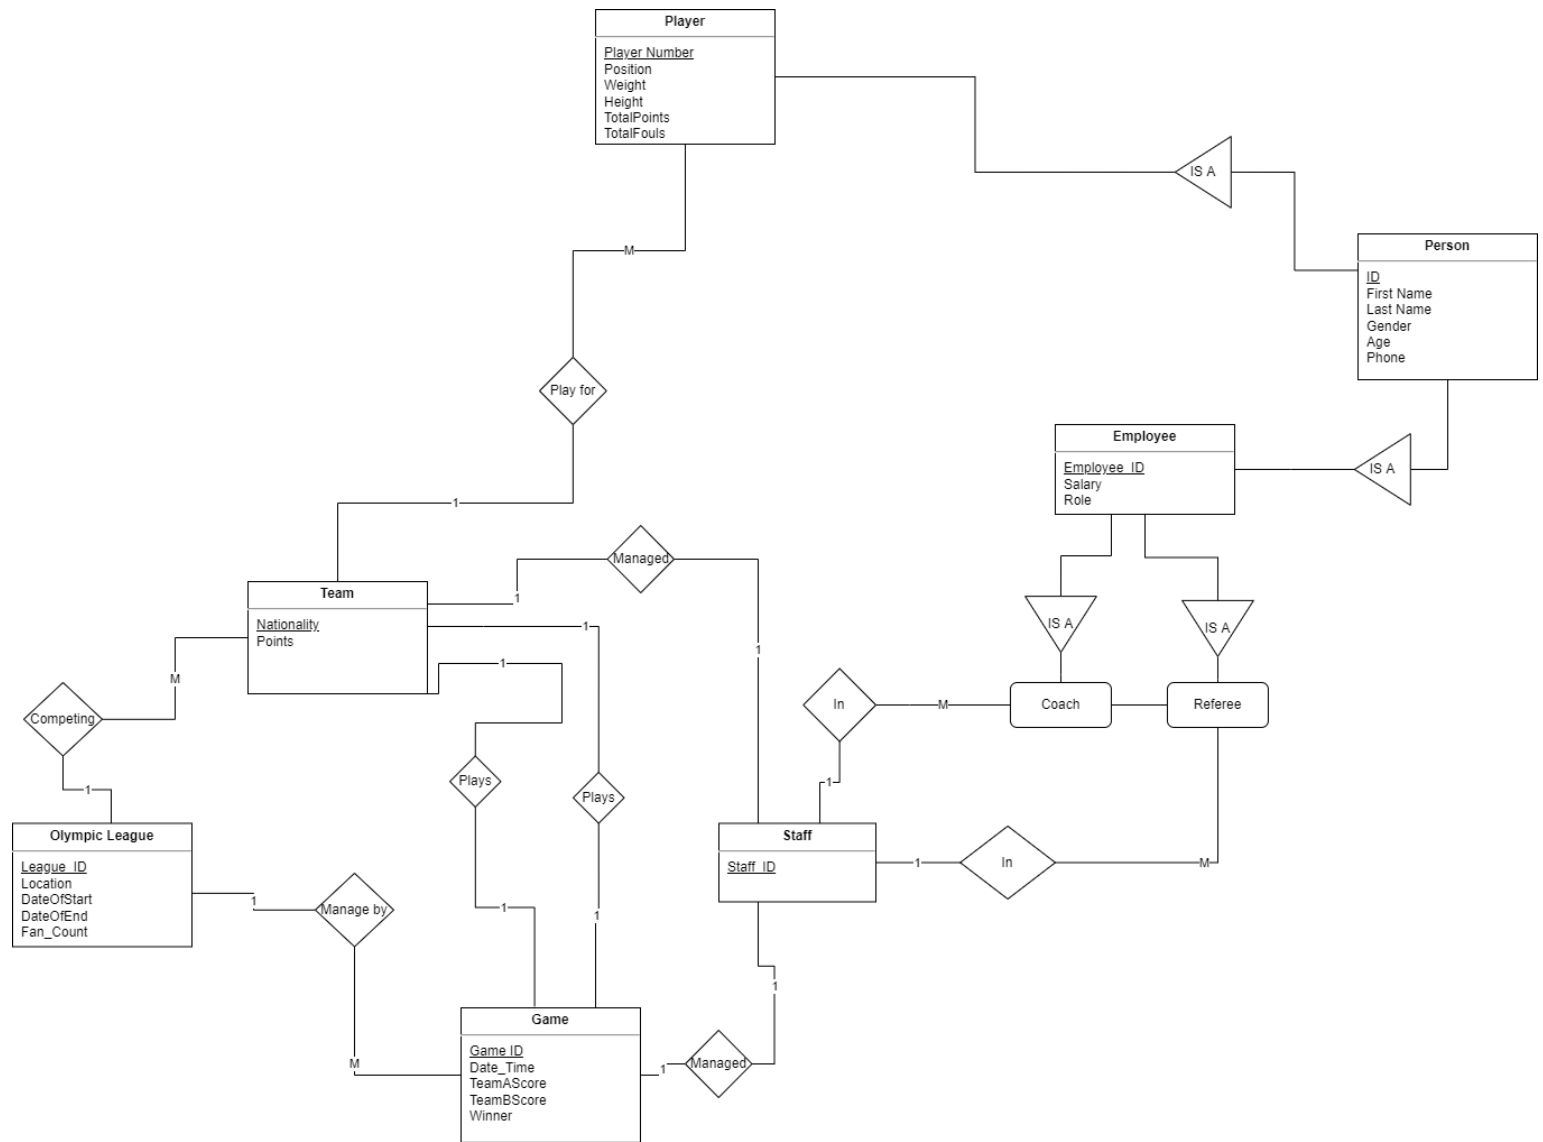 Player
Player Number
Position
Weight
Height
TotalPoints
TotalFouls
IS A
Person
ID
First Name
Last Name
Gender
Age
Phone
M
Play for
1
Employee
Employee_ID
Salary
Role
IS A
Managed
1
Team
Nationality
Points
1
1
1
IS A
IS A
M
Competing
1
In
M
Coach
Referee
Plays
Plays
1
Olympic League
League_ID
Location
DateOfStart
DateOfEnd
Fan_Count
Staff
Staff_ID
1
In
M
1
Manage by
1
1
M
Game
Game ID
Date_Time
TeamAScore
TeamBScore
Winner
1
Managed
1